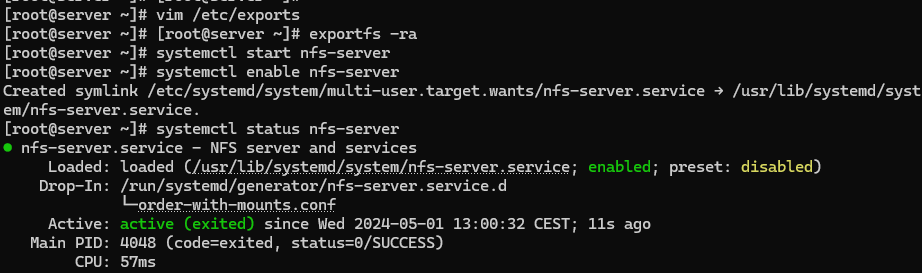 [root@server ~]# vim /etc/exports
[root@server ~]# [root@server ~]# exportfs -ra
[root@server ~]# systemctl start nfs-server
[root@server ~]# systemctl enable nfs-server
Created symlink /etc/systemd/system/multi-user.target.wants/nfs-server.service → /usr/lib/systemd/syst
em/nfs-server.service.
[root@server ~]# systemctl status nfs-server
● nfs-server.service - NFS server and services
     Loaded: loaded (/usr/lib/systemd/system/nfs-server.service; enabled; preset: disabled)
    Drop-In: /run/systemd/generator/nfs-server.service.d
             └─order-with-mounts.conf
     Active: active (exited) since Wed 2024-05-01 13:00:32 CEST; 11s ago
   Main PID: 4048 (code=exited, status=0/SUCCESS)
        CPU: 57ms